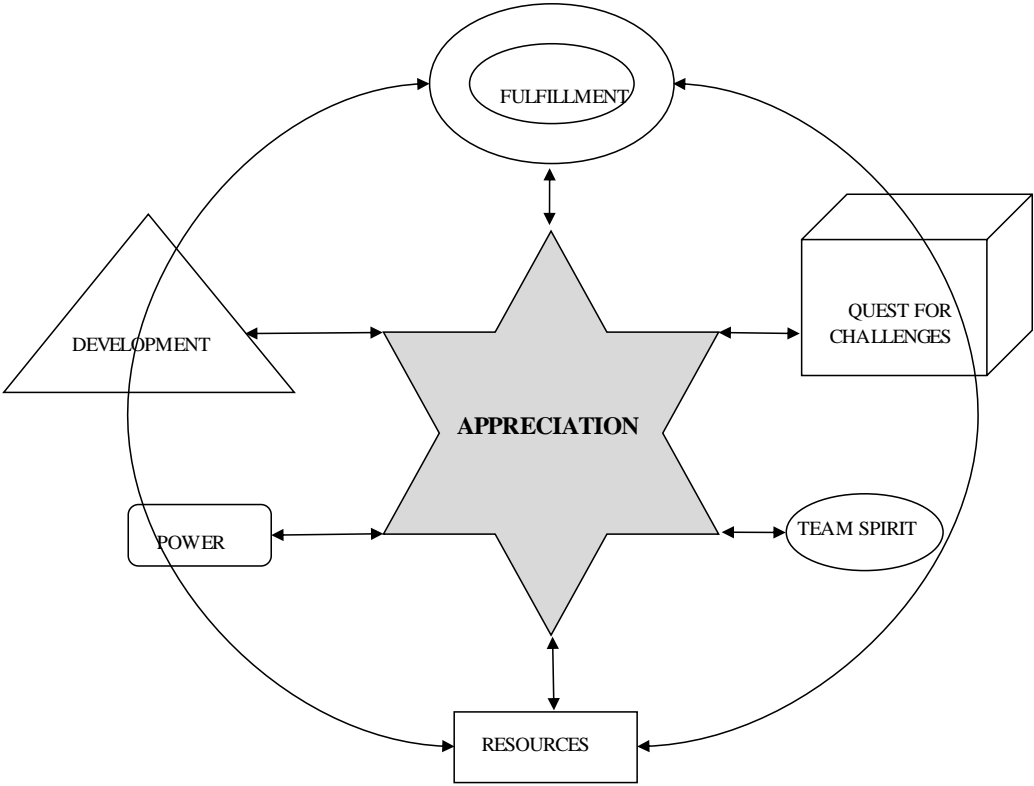 FULFILLMENT
QUEST FOR
CHALLENGES
DEVELOPMENT
APPRECIATION
POWER
TEAM SPIRIT
RESOURCES